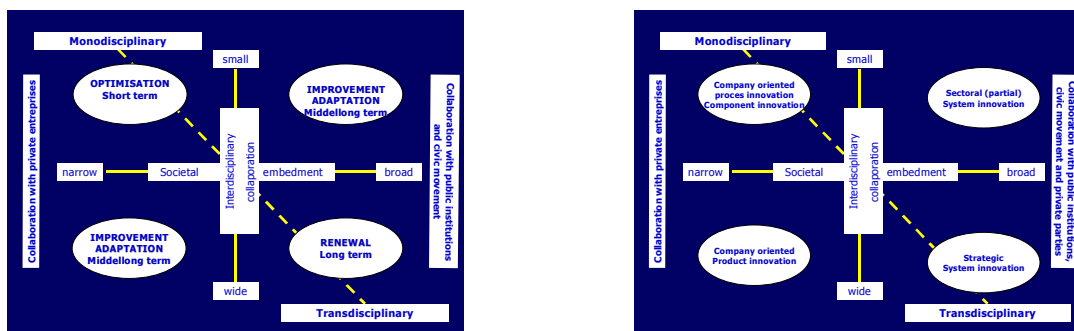 Monodisciplinary
small
OPTIMISATION
Short term
IMPROVEMENT
ADAPTATION
Middellong term
Collaboration with private entreprises
Collaboration with public institutions
and civic movement
narrow
Societal
Interdisciplinary
collaporation
embedment
broad
IMPROVEMENT
ADAPTATION
Middellong term
RENEWAL
Long term
wide
Transdisciplinary
Monodisciplinary
small
Company oriented
proces innovation
Component innovation
Sectoral (partial)
System innovation
Collaboration with private entreprises
Collaboration with public institutions,
civic movement and private parties
narrow
Societal
Interdisciplinary
collaboration
embedment
broad
Company oriented
Product innovation
Strategic
System innovation
wide
Transdisciplinary